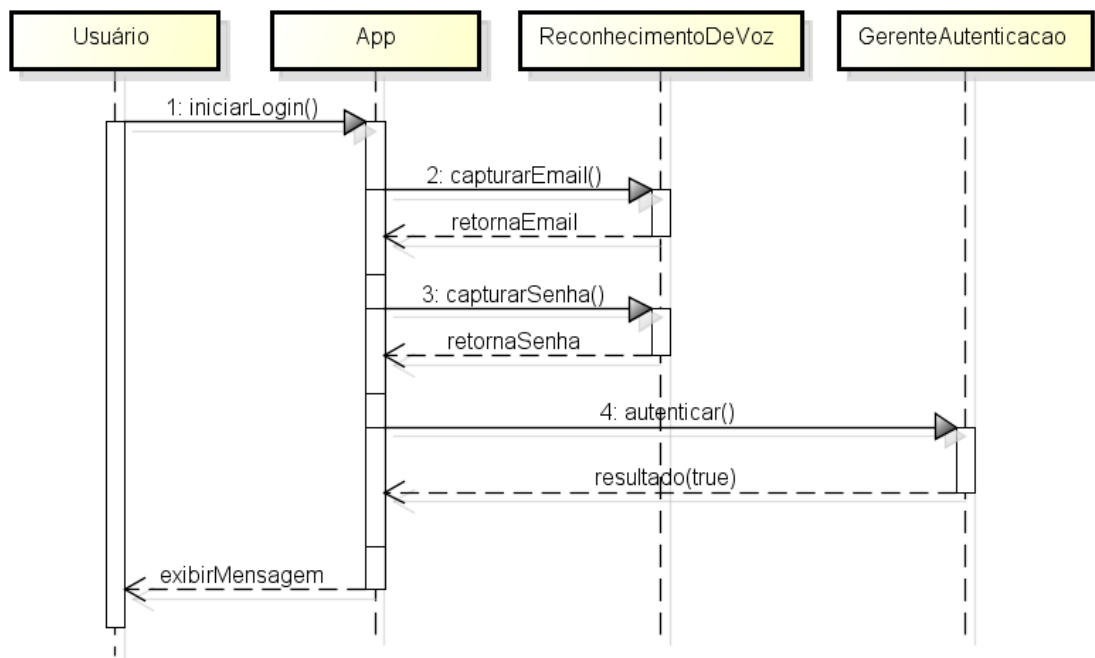 Usuário
App
ReconhecimentoDeVoz
GerenteAutenticacao
1: iniciarLogin()
2: capturarEmail()
retornaEmail
3: capturarSenha()
retornaSenha
4: autenticar()
resultado(true)
exibirMensagem